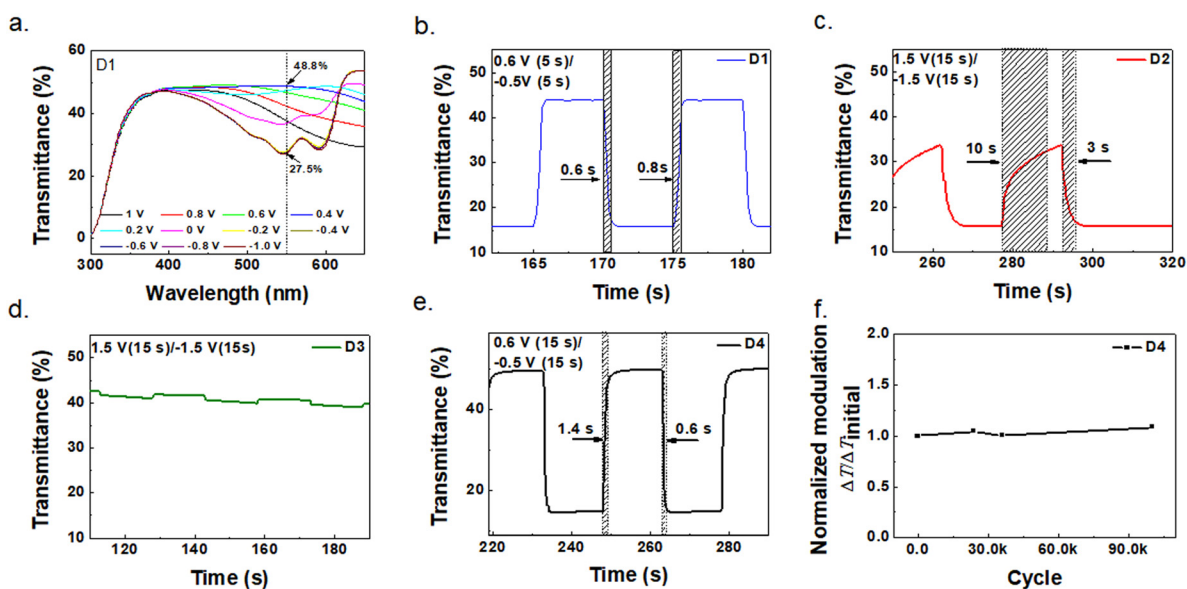 a.
Transmittance (%)
60
50
40
30
20
10
0
D1
48.8%
27.5%
1 V 0.8 V 0.6 V 0.4 V
0.2 V 0 V -0.2 V -0.4 V
-0.6 V -0.8 V -1.0 V
300 400 500 600
Wavelength (nm)
b.
Transmittance (%)
50
40
30
20
10
0.6 V (5 s)/
-0.5V (5 s)
D1
0.6 s
0.8s
165 170 175 180
Time (s)
c.
Transmittance (%)
50
40
30
20
10
1.5 V(15 s)/
-1.5 V(15s)
D2
10 s
3 s
260 280 300 320
Time (s)
d.
Transmittance (%)
50
40
30
20
10
1.5 V(15 s)/-1.5 V(15s)
D3
120 140 160 180
Time (s)
e.
Transmittance (%)
40
20
0.6 V (15 s)/
-0.5 V (15 s)
D4
1.4 s
0.6 s
220 240 260 280
Time (s)
f.
Normalized modulation
ΔT/ΔTinitial
2.0
1.5
1.0
0.5
0.0
D4
0.0 30.0k 60.0k 90.0k
Cycle